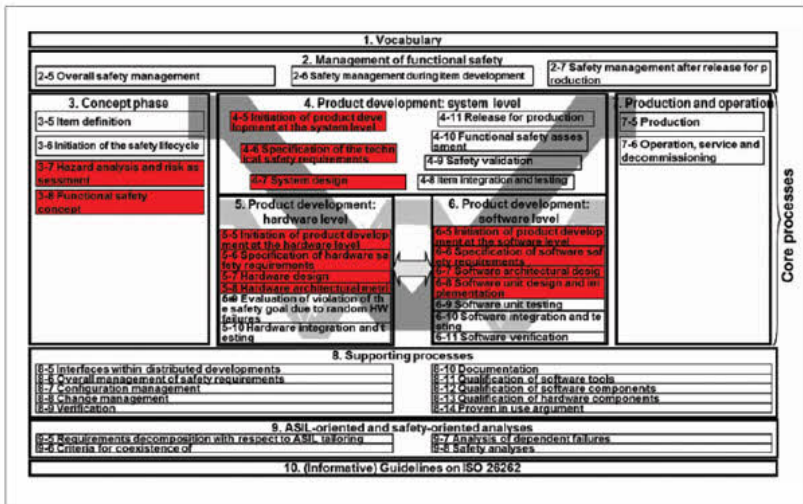 1. Vocabulary
2. Management of functional safety
2-5 Overall safety management
2-6 Safety management during item development
2-7 Safety management after release for p
roduction
3. Concept phase
3-5 Item definition
3-6 Initiation of the safety lifecycle
3-7 Hazard analysis and risk as
sessment
3-8 Functional safety
concept
4. Product development: system level
4-5 Initiation of product deve
lopment at the system level
4-6 Specification of the tech
nical safety requirements
4-7 System design
4-11 Release for production
4-10 Functional safety asses
sment
4-9 Safety validation
4-8 Item integration and testing
5. Product development:
hardware level
5-5 Initiation of product develop
ment at the hardware level
5-6 Specification of hardware sa
fety requirements
5-7 Hardware design
5-8 Hardware architectural metri
6-9 Evaluation of violation of th
e safety goal due to random HW
failures
5-10 Hardware integration and t
esting
6. Product development:
software level
6-5 Initiation of product develop
ment at the software level
6-6 Specification of software saf
ety requirements
6-7 Software architectural desig
6-8 Software unit design and im
plementation
6-9 Software unit testing
6-10 Software integration and te
sting
6-11 Software verification
Production and operation
7-5 Production
7-6 Operation, service and
decommissioning
Core processes
8. Supporting processes
8-5 Interfaces within distributed developments
8-6 Overall management of safety requirements
8-7 Configuration management
8-8 Change management
8-9 Verification
8-10 Documentation
8-11 Qualification of software tools
8-12 Qualification of software components
8-13 Qualification of hardware components
8-14 Proven in use argument
9. ASIL-oriented and safety-oriented analyses
9-5 Requirements decomposition with respect to ASIL tailoring
9-6 Criteria for coexistence of
9-7 Analysis of dependent failures
9-8 Safety analyses
10. (Informative) Guidelines on ISO 26262